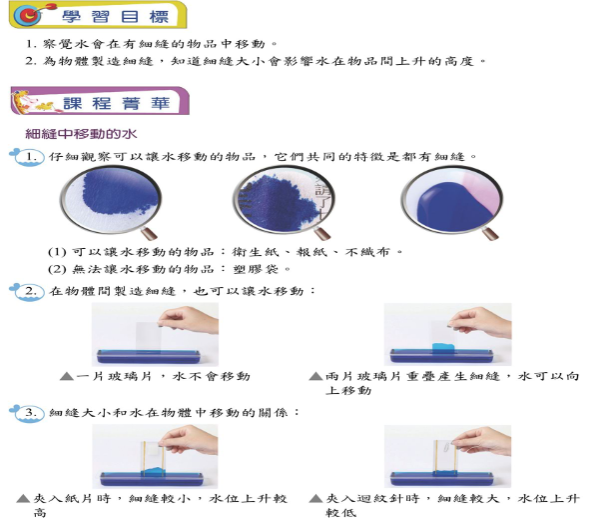 學習目標
1. 察覺水會在有細縫的物品中移動。
2. 為物體製造細縫，知道細縫大小會影響水在物品間上升的高度。
課程菁華
細縫中移動的水
1. 仔細觀察可以讓水移動的物品，它們共同的特徵是都有細縫。
(1) 可以讓水移動的物品：衛生紙、報紙、不織布。
(2) 無法讓水移動的物品：塑膠袋。
2. 在物體間製造細縫，也可以讓水移動：
▲一片玻璃片，水不會移動
▲兩片玻璃片重疊產生細縫，水可以向
上移動
3. 細縫大小和水在物體中移動的關係：
▲夾入紙片時，細縫較小，水位上升較
高
▲夾入迴紋針時，細縫較大，水位上升
較低